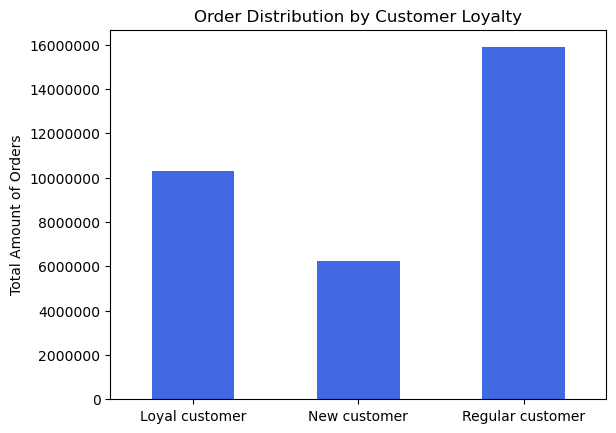 Order Distribution by Customer Loyalty
Total Amount of Orders
16000000
14000000
12000000
10000000
8000000
6000000
4000000
2000000
0
Loyal customer
New customer
Regular customer